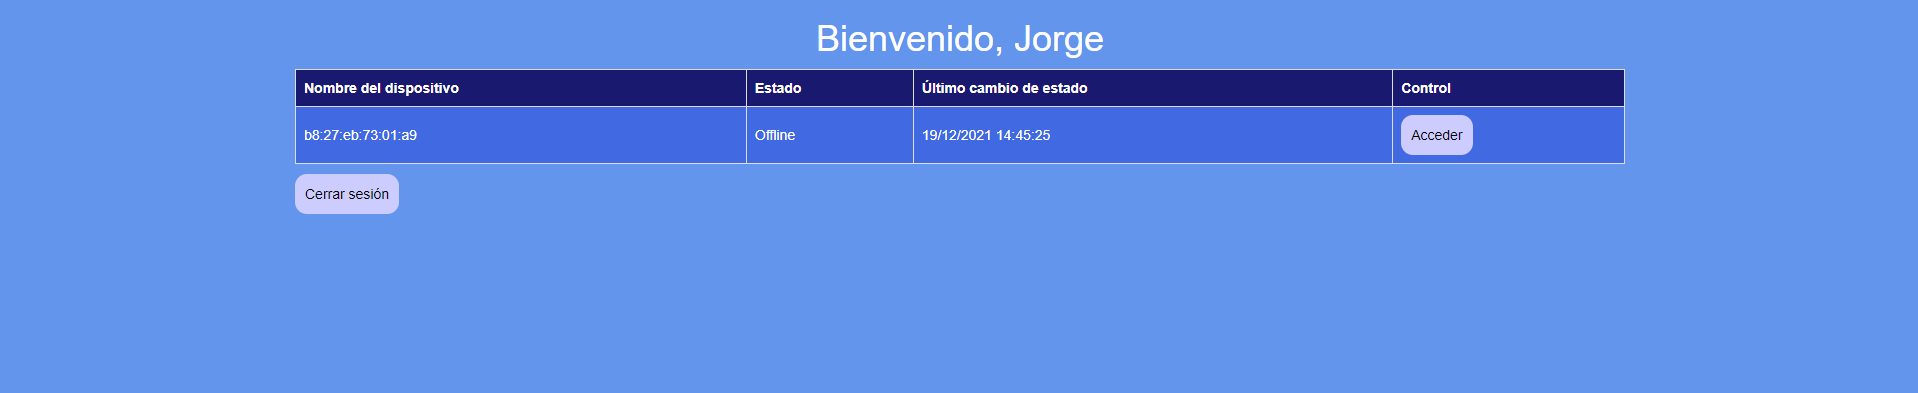 Bienvenido, Jorge
Nombre del dispositivo Estado Último cambio de estado Control
b8:27:eb:73:01:a9 Offline 19/12/2021 14:45:25 Acceder
Cerrar sesión